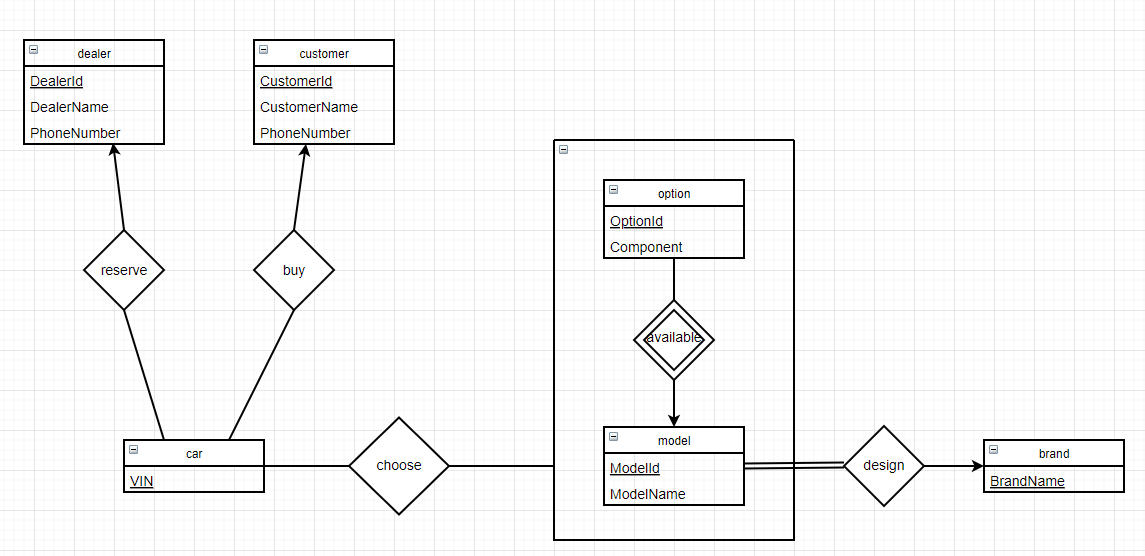 dealer
DealerId
DealerName
PhoneNumber
customer
CustomerId
CustomerName
PhoneNumber
reserve
buy
option
OptionId
Component
available
car
VIN
choose
model
ModelId
ModelName
design
brand
BrandName